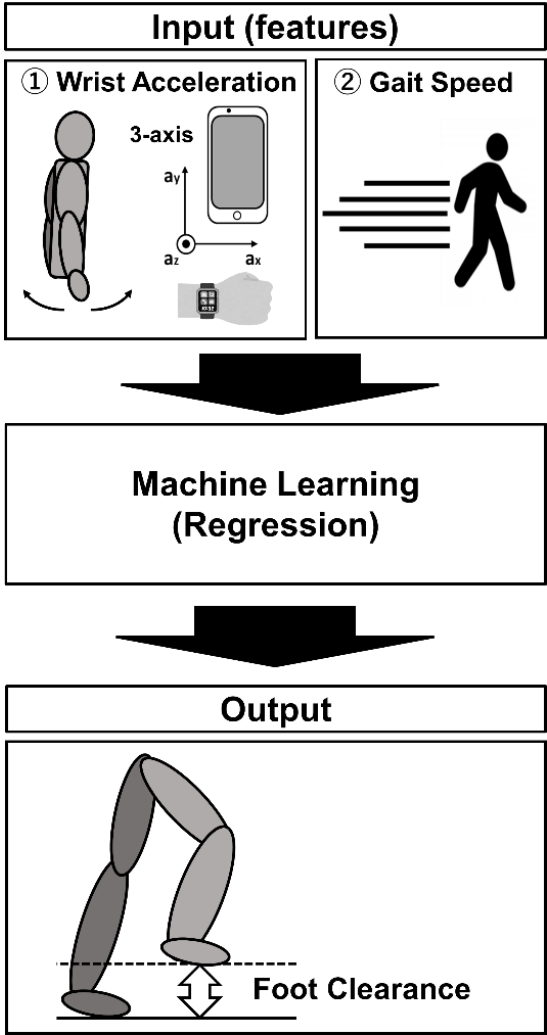 Input (features)
① Wrist Acceleration
② Gait Speed
3-axis
ay
az
ax
Machine Learning
(Regression)
Output
Foot Clearance